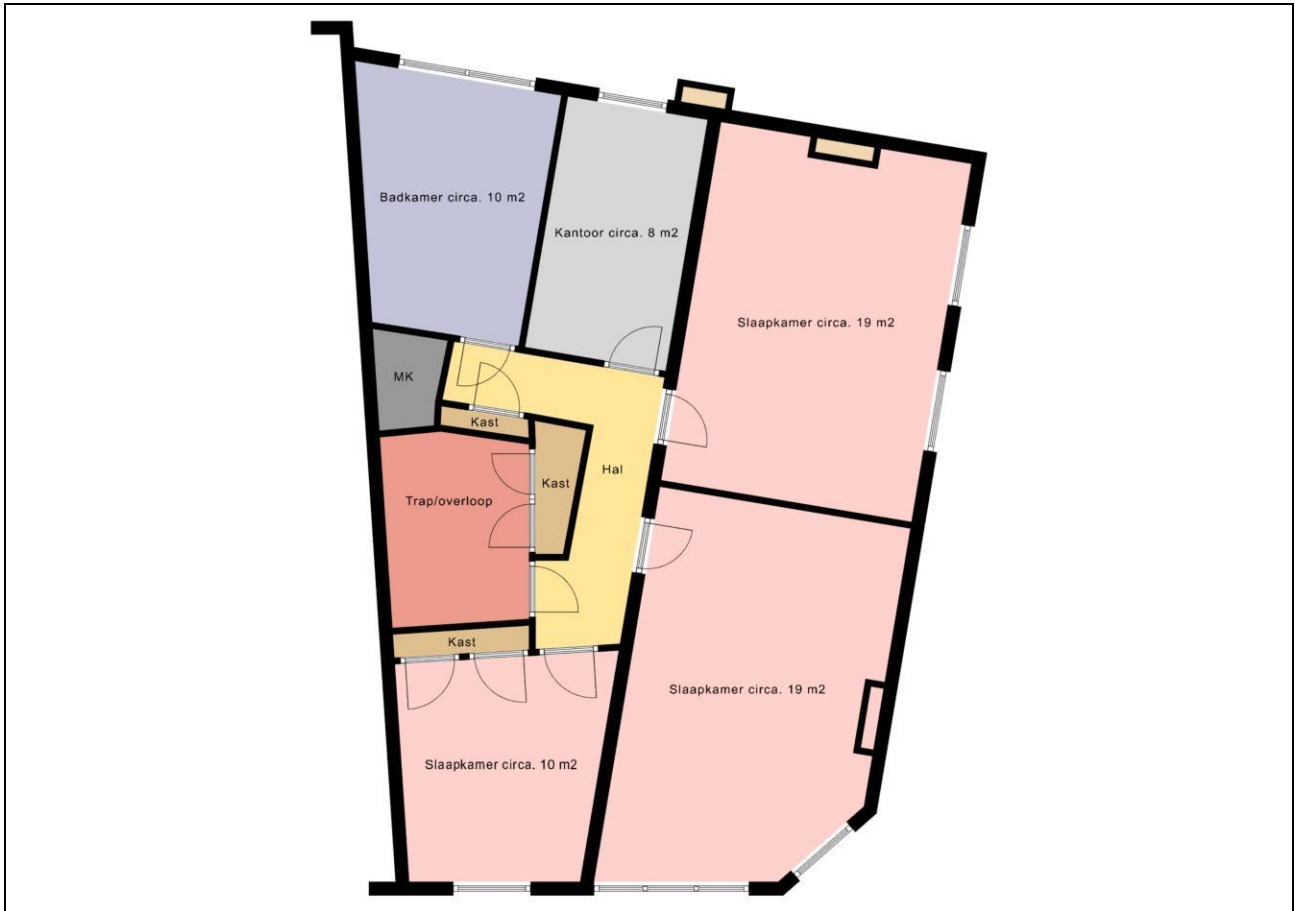 Badkamer circa. 10 m2
Kantoor circa. 8 m2
Slaapkamer circa. 19 m2
MK
Kast
Hal
Kast
Trap/overloop
Kast
Slaapkamer circa. 19 m2
Slaapkamer circa. 10 m2